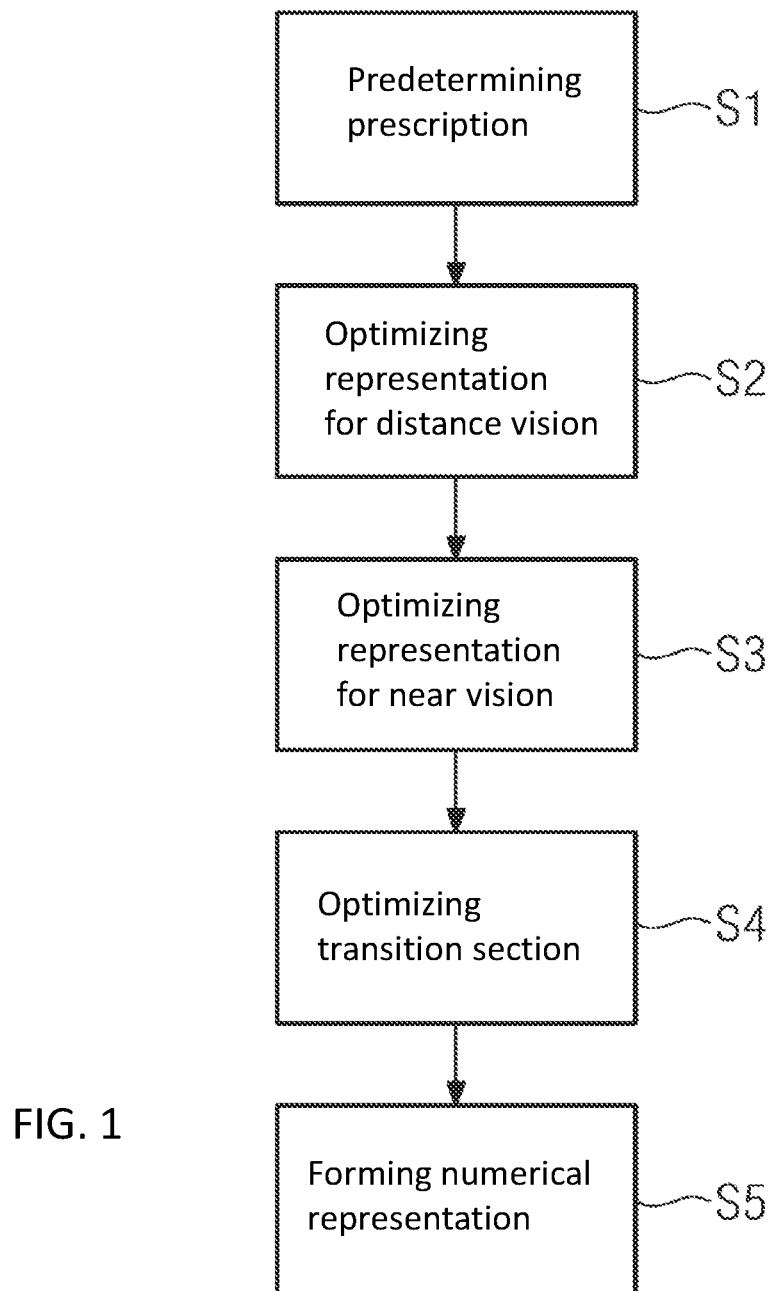 Predetermining
prescription
S1
Optimizing
representation
for distance vision
S2
Optimizing
representation
for near vision
S3
Optimizing
transition section
S4
FIG. 1
Forming numerical
representation
S5